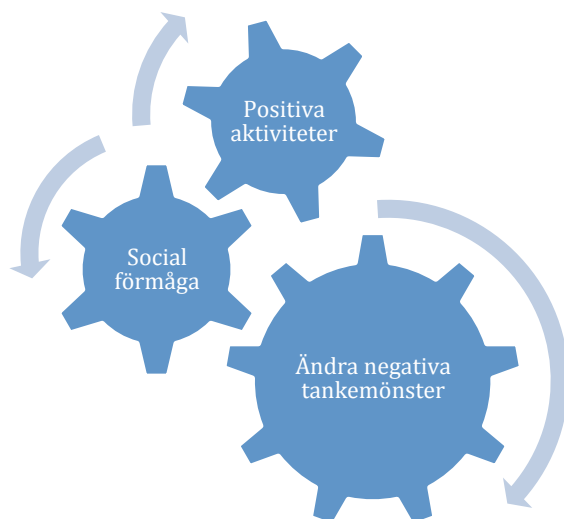 Positiva
aktiviteter
Social
förmåga
Ändra negativa
tankemönster